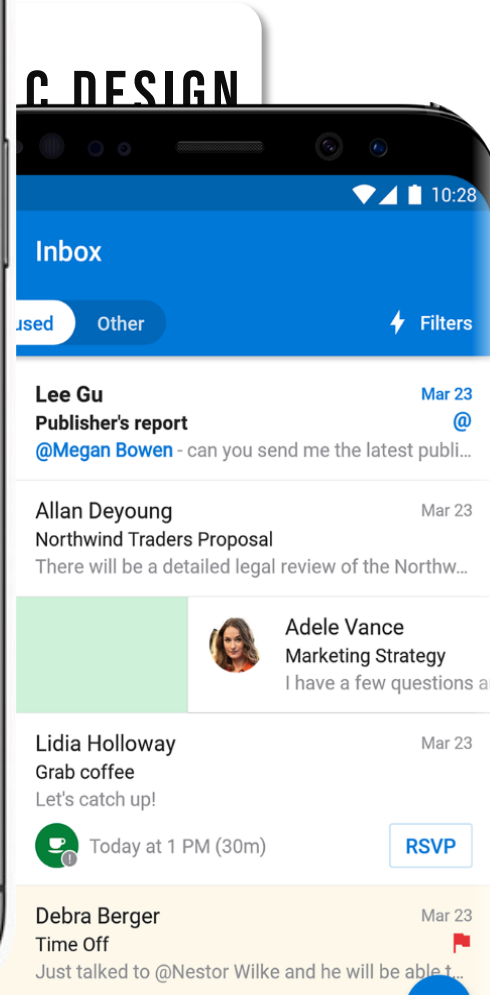 C DESIGN
10:28
Inbox
used Other Filters
Lee Gu Mar 23
Publisher's report @
@Megan Bowen - can you send me the latest publi...
Allan Deyoung Mar 23
Northwind Traders Proposal
There will be a detailed legal review of the Northw...
Adele Vance
Marketing Strategy
I have a few questions a
Lidia Holloway Mar 23
Grab coffee
Let's catch up!
Today at 1 PM (30m) RSVP
Debra Berger Mar 23
Time Off
Just talked to @Nestor Wilke and he will be able t...